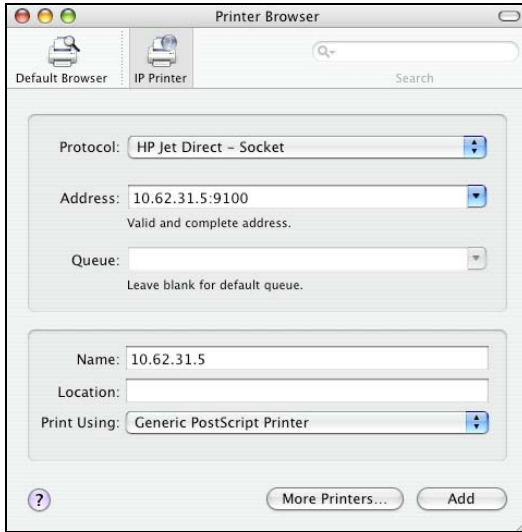 Printer Browser
Default Browser
IP Printer
Search
Protocol: HP Jet Direct – Socket
Address: 10.62.31.5:9100
Valid and complete address.
Queue:
Leave blank for default queue.
Name: 10.62.31.5
Location:
Print Using: Generic PostScript Printer
? More Printers... Add